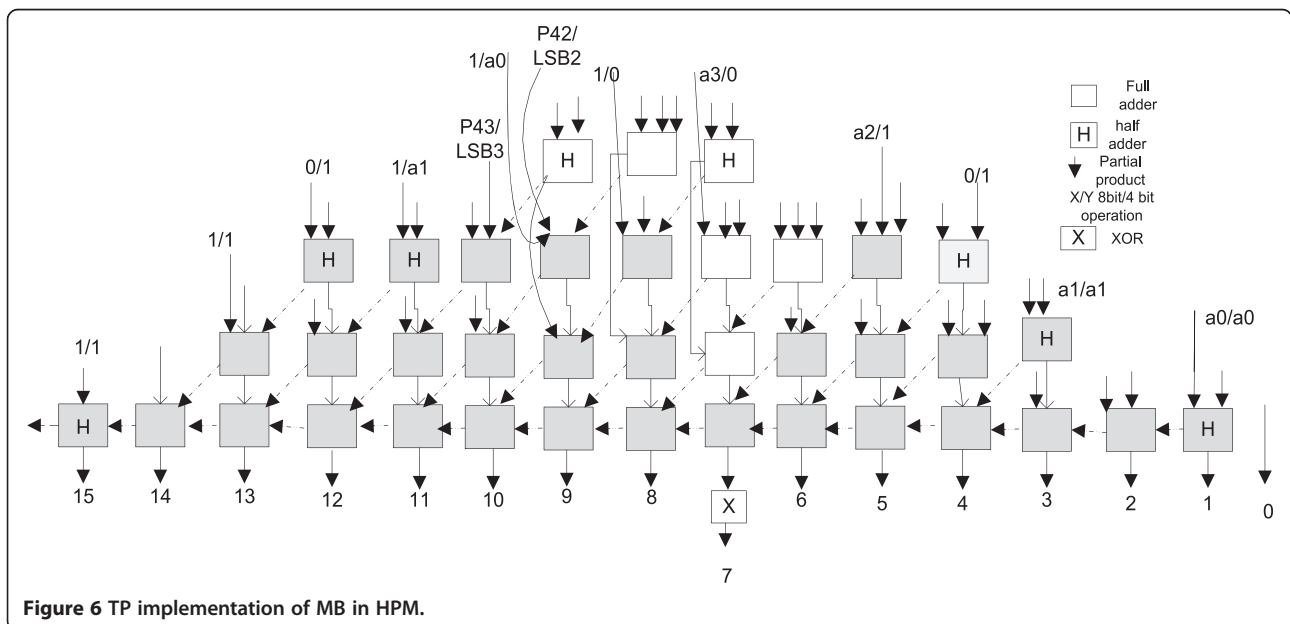 P42/
LSB2
1/a0
1/0
a3/0
P43/
LSB3
H
H
a2/1
0/1
1/a1
0/1
1/1
H
H
H
a1/a1
H
a0/a0
1/1
H
H
15
14
13
12
11
10
9
8
X
7
6
5
4
3
2
1
0
Full
adder
H
half
adder
Partial
product
X/Y 8bit/4 bit
operation
X
XOR
Figure 6 TP implementation of MB in HPM.